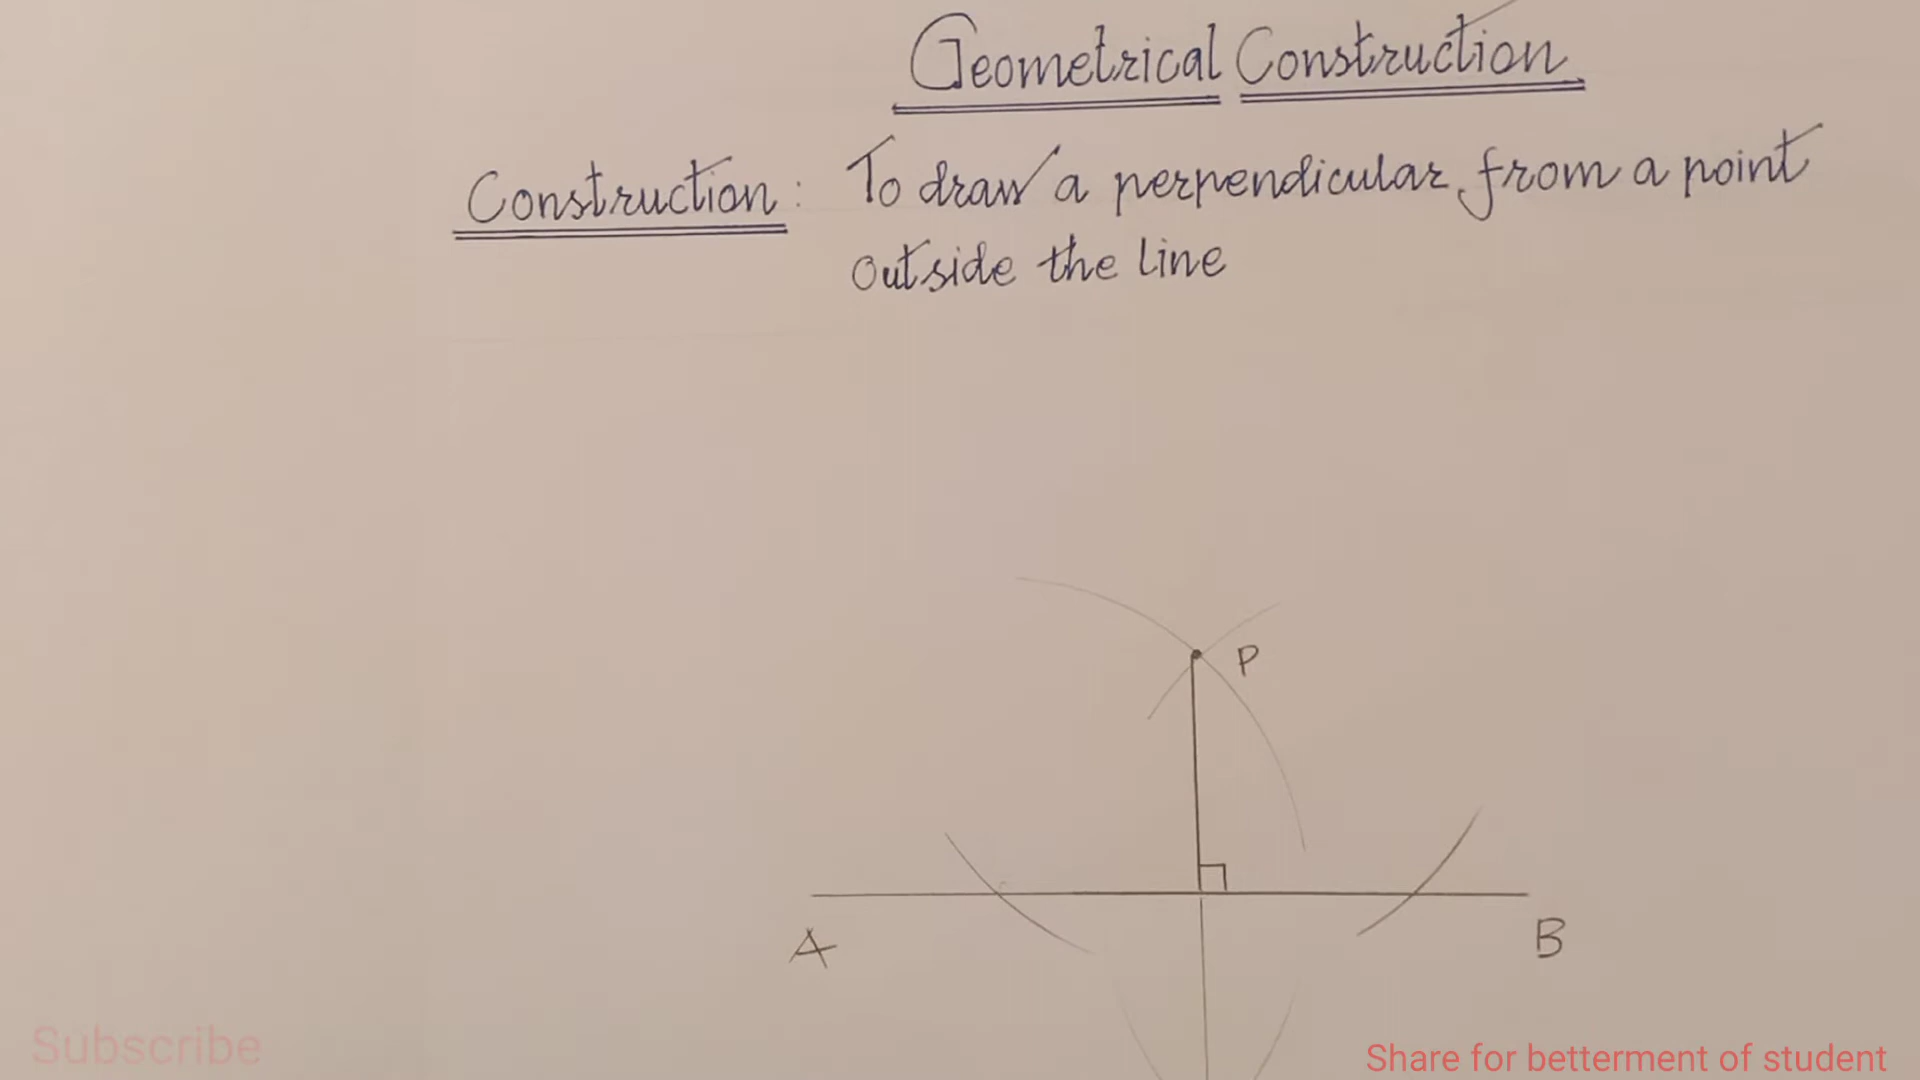 Geometrical Construction
Construction: To draw a perpendicular from a point
outside the line
P
A
B
Subscribe
Share for betterment of student